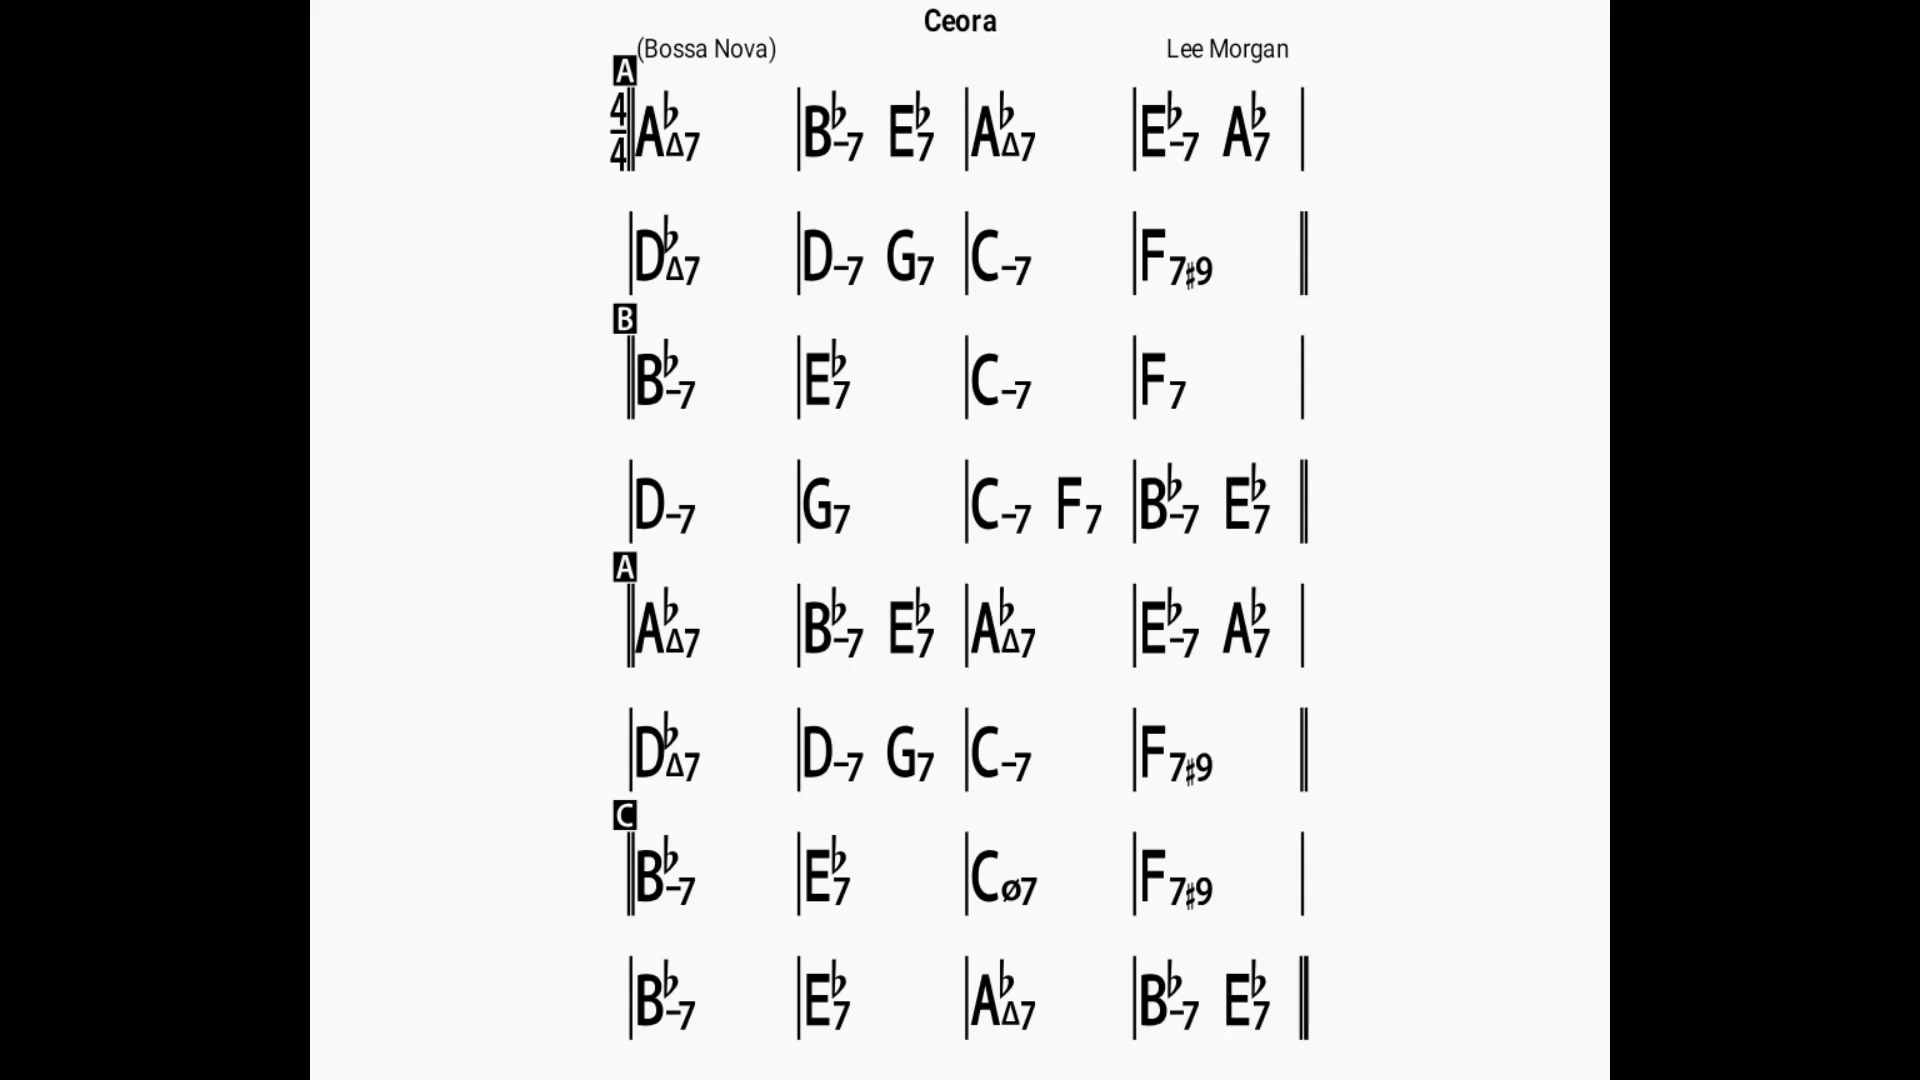 Ceora
(Bossa Nova) Lee Morgan
A
4/4 A♭Δ7 | B♭–7 E♭7 | A♭Δ7 | E♭–7 A♭7 |
| D♭Δ7 | D–7 G7 | C–7 | F7♯9 ||
B
|| B♭–7 | E♭7 | C–7 | F7 |
| D–7 | G7 | C–7 F7 | B♭–7 E♭7 ||
A
|| A♭Δ7 | B♭–7 E♭7 | A♭Δ7 | E♭–7 A♭7 |
| D♭Δ7 | D–7 G7 | C–7 | F7♯9 ||
C
|| B♭–7 | E♭7 | Cø7 | F7♯9 |
| B♭–7 | E♭7 | A♭Δ7 | B♭–7 E♭7 ||